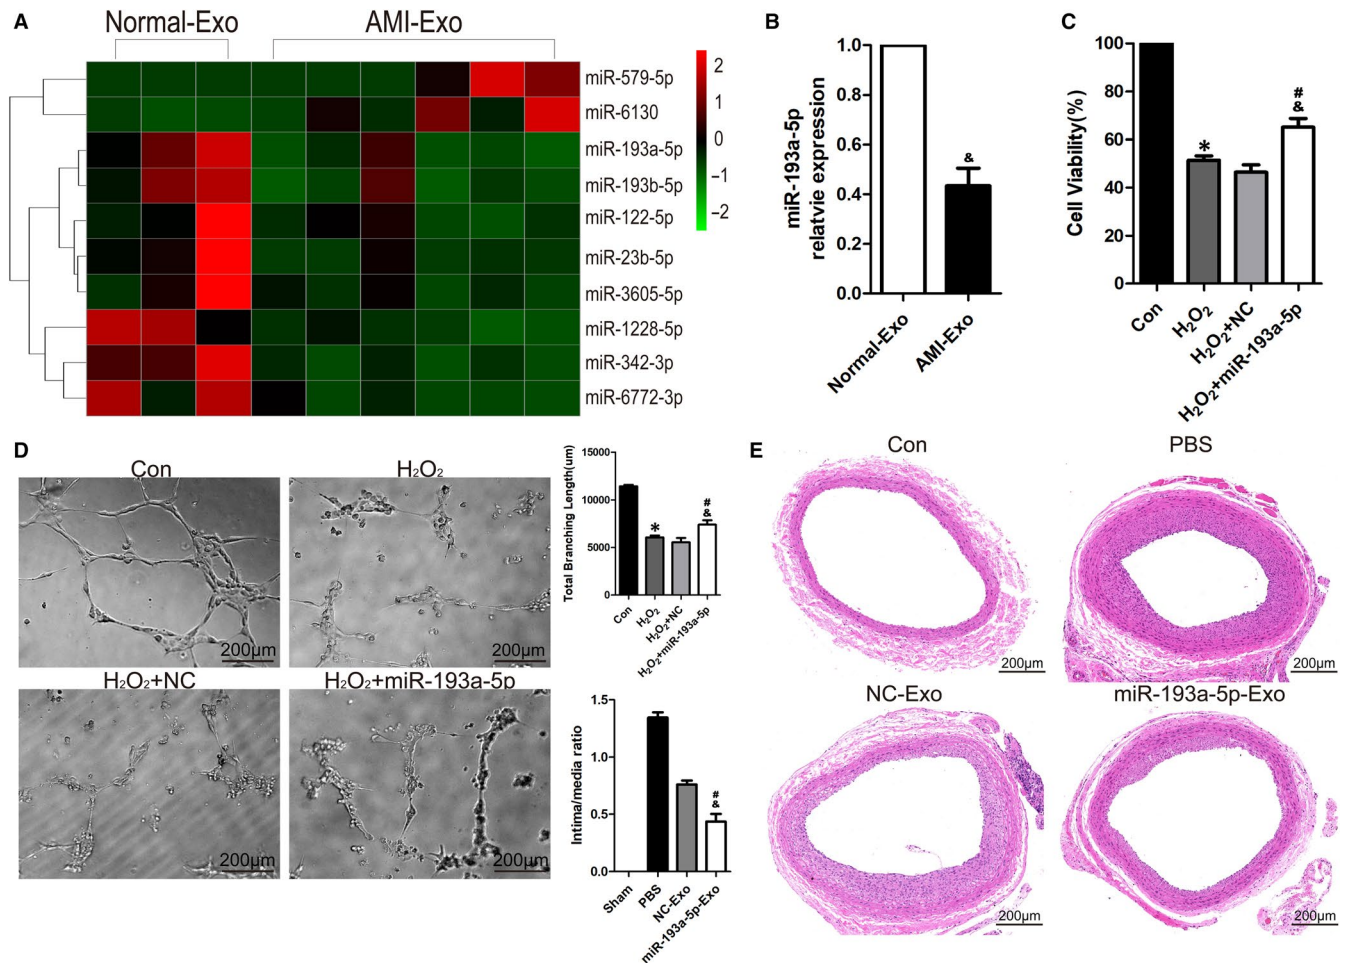 A
Normal-Exo
AMI-Exo
miR-579-5p
miR-6130
miR-193a-5p
miR-193b-5p
miR-122-5p
miR-23b-5p
miR-3605-5p
miR-1228-5p
miR-342-3p
miR-6772-3p
2
1
0
−1
−2
B
miR-193a-5p
relatvie expression
1.0
0.8
0.6
0.4
0.2
0.0
&
Normal-Exo
AMI-Exo
C
Cell Viability(%)
100
80
60
40
20
0
*
#
&
Con
H₂O₂
H₂O₂+NC
H₂O₂+miR-193a-5p
D
Con
200μm
H₂O₂
200μm
H₂O₂+NC
200μm
H₂O₂+miR-193a-5p
200μm
Total Branching Length(um)
15000
10000
5000
0
*
#
&
Con
H₂O₂
H₂O₂+NC
H₂O₂+miR-193a-5p
Intima/media ratio
1.5
1.0
0.5
0.0
#
&
Sham
PBS
NC-Exo
miR-193a-5p-Exo
E
Con
200μm
PBS
200μm
NC-Exo
200μm
miR-193a-5p-Exo
200μm